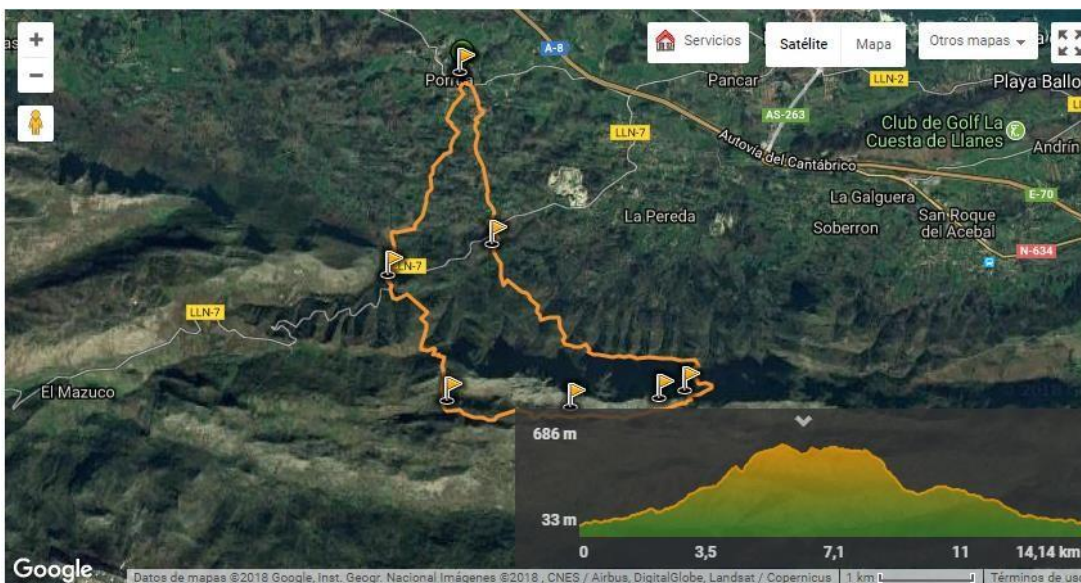 +
−
Servicios
Satélite
Mapa
Otros mapas
A-8
Pancar
LLN-2
Playa Ballo
AS-263
LLN-7
Club de Golf La
Cuesta de Llanes
Andrín
Autovía del Cantábrico
E-70
La Galguera
La Pereda
Soberron
San Roque
del Acebal
N-634
LLN-7
LLN-7
El Mazuco
686 m
33 m
0
3,5
7,1
11
14,14 km
Google
Datos de mapas ©2018 Google, Inst. Geogr. Nacional Imágenes ©2018 , CNES / Airbus, DigitalGlobe, Landsat / Copernicus
1 km
Términos de us